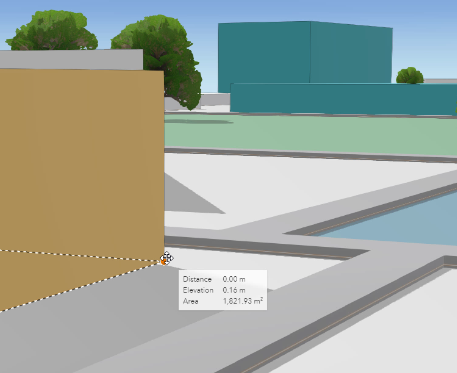 Distance 0.00 m
Elevation 0.16 m
Area 1,821.93 m²